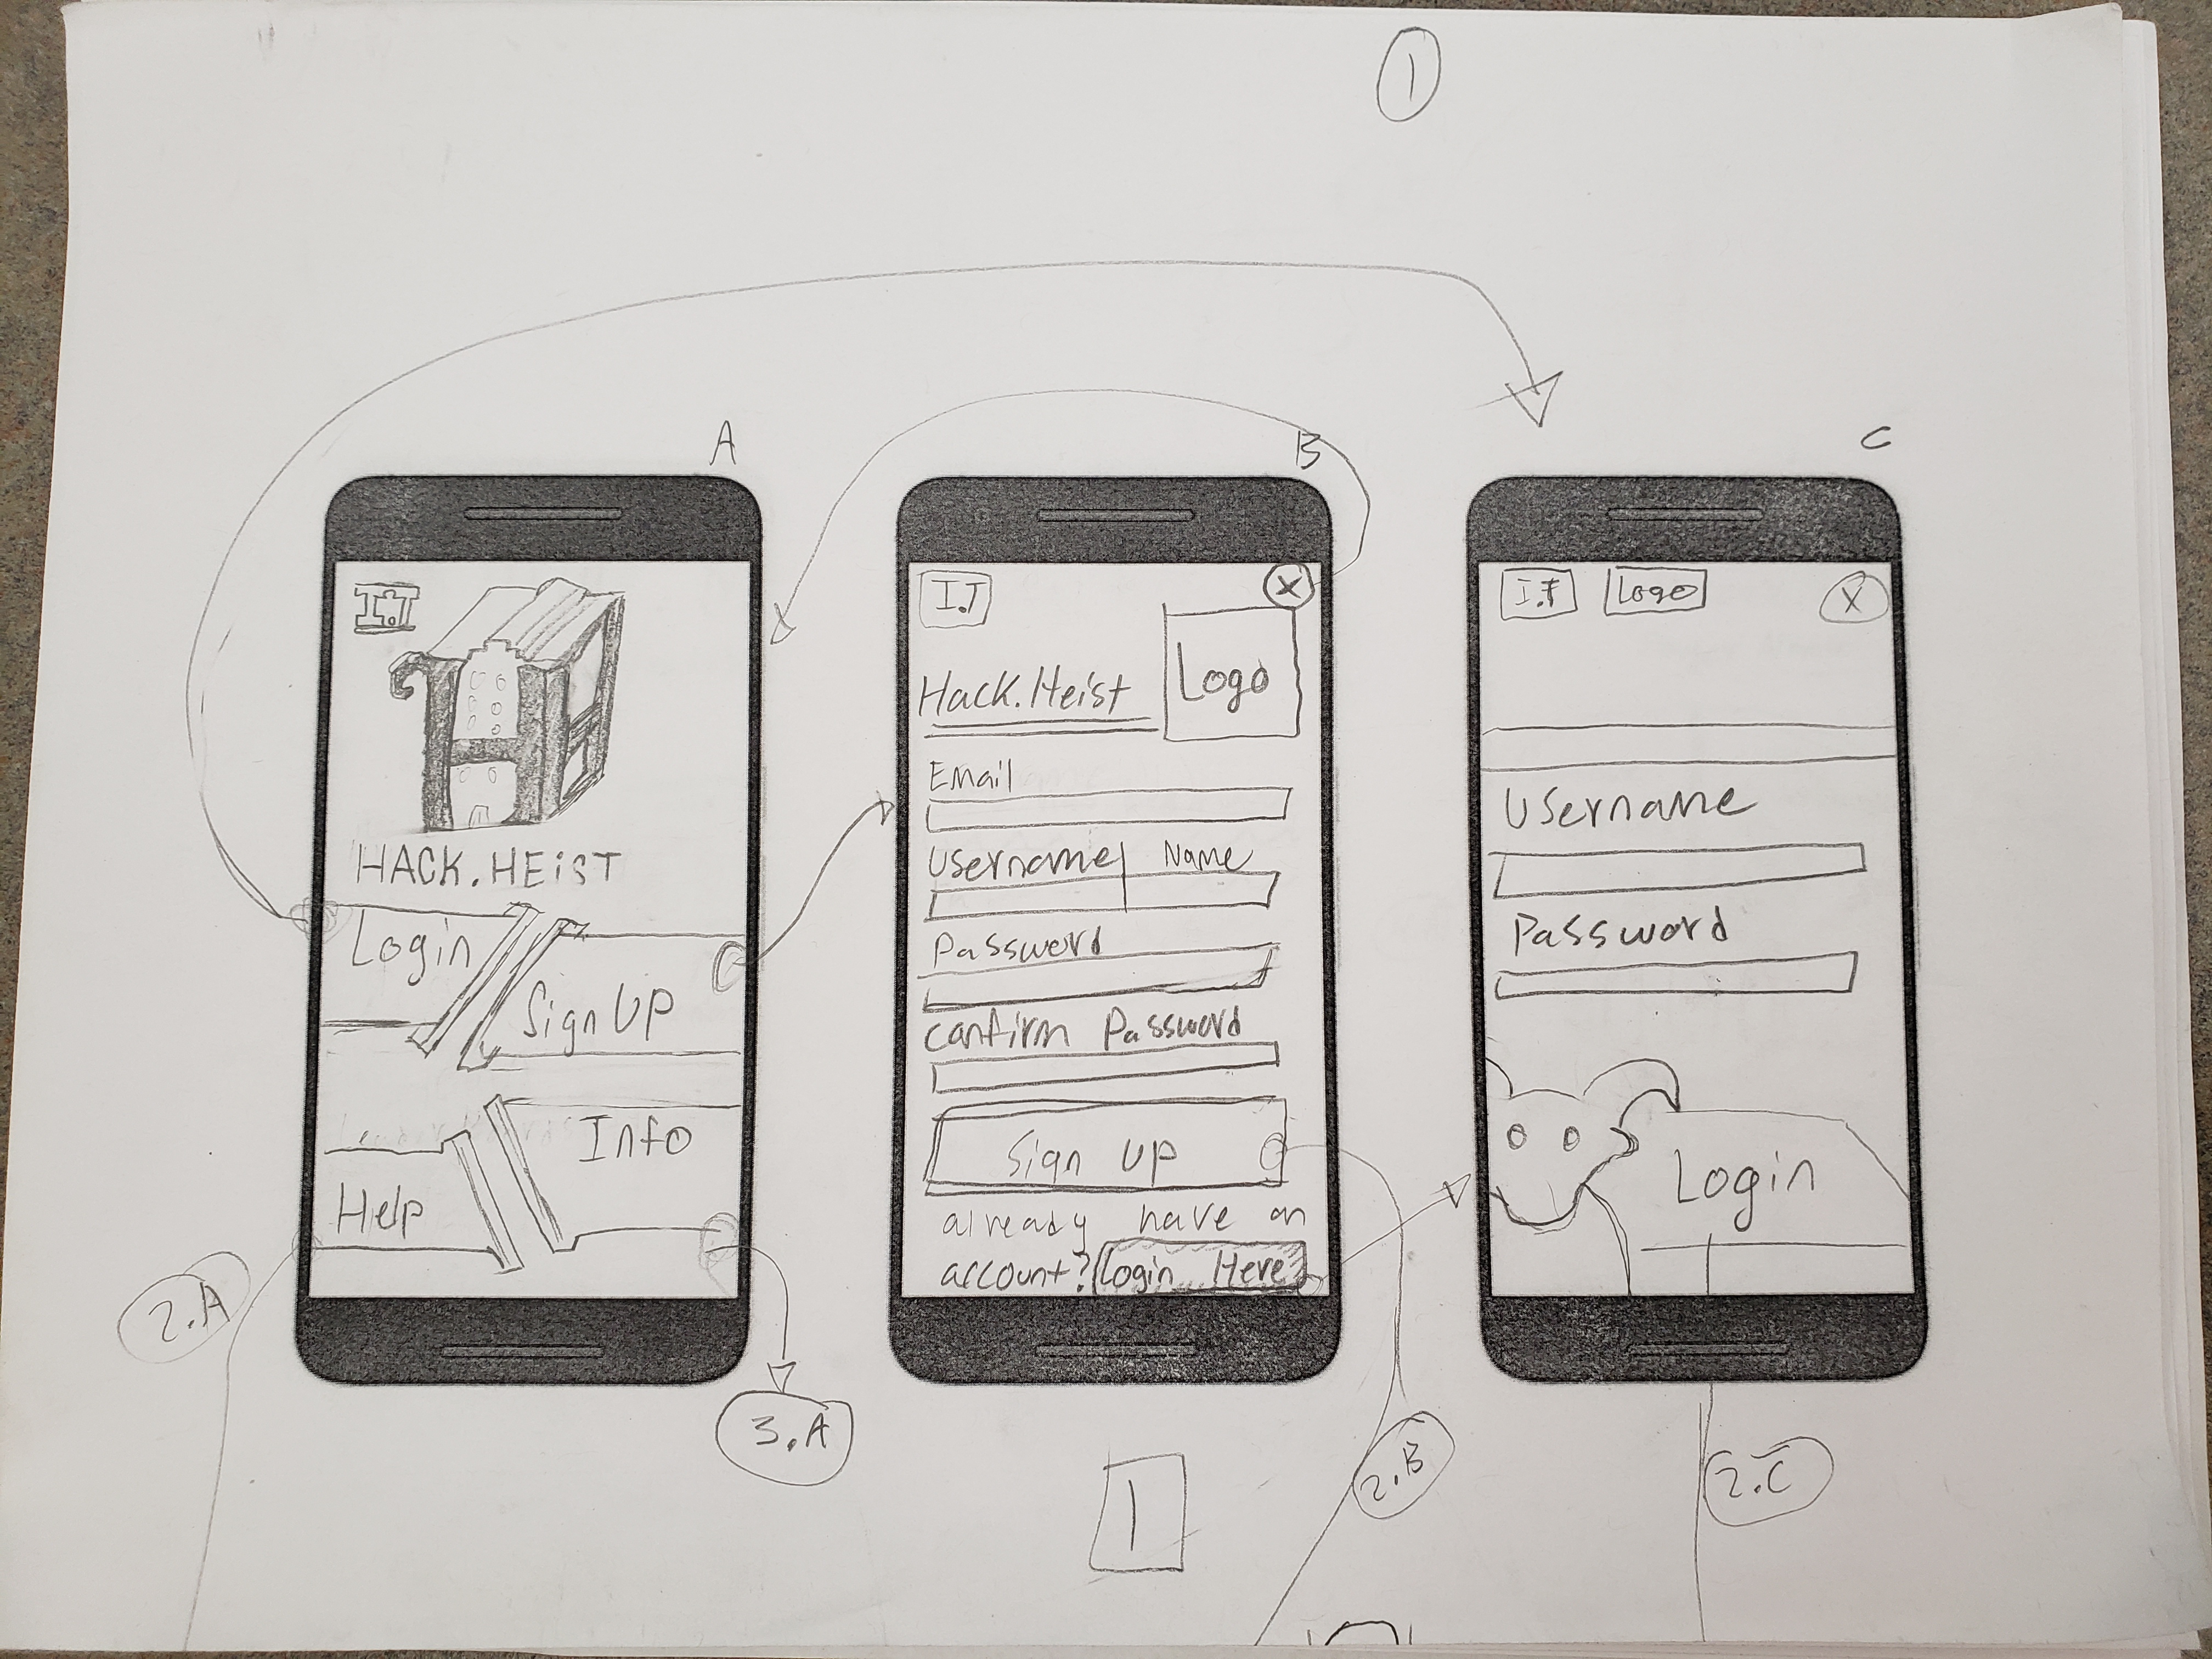 1
A
I.T
HACK.HEiST
Login
Sign Up
Help
Info
2.A
3.A
B
I.T
X
Hack.Heist
Logo
Email
Username
Name
Password
Confirm Password
Sign Up
already have an
account? Login Here
2.B
C
Logo
X
Username
Password
Login
2.C
1